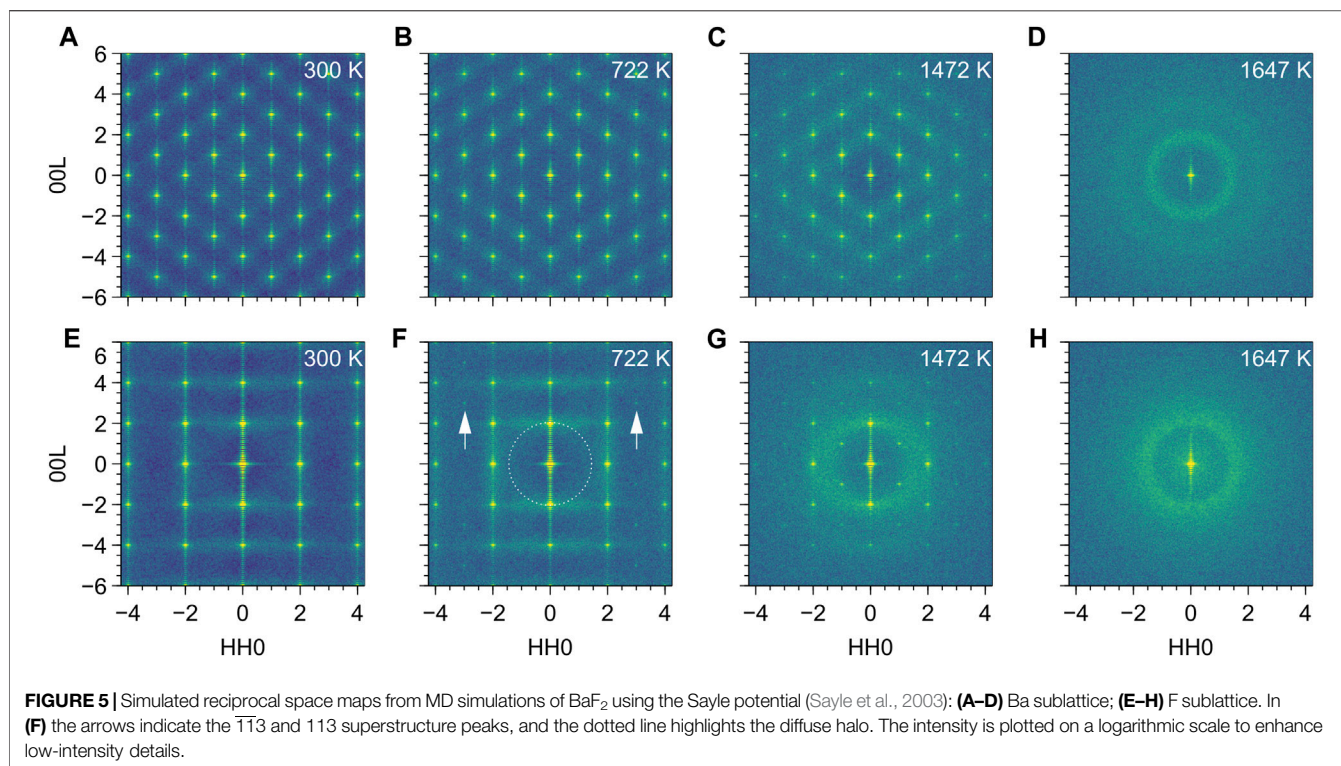 A B C D
300 K 722 K 1472 K 1647 K
6
4
2
0
−2
−4
−6
00L
E F G H
300 K 722 K 1472 K 1647 K
6
4
2
0
−2
−4
−6
00L
−4 −2 0 2 4 −4 −2 0 2 4 −4 −2 0 2 4 −4 −2 0 2 4
HH0 HH0 HH0 HH0
FIGURE 5 | Simulated reciprocal space maps from MD simulations of BaF₂ using the Sayle potential (Sayle et al., 2003): (A–D) Ba sublattice; (E–H) F sublattice. In
(F) the arrows indicate the 1̅1̅3 and 113 superstructure peaks, and the dotted line highlights the diffuse halo. The intensity is plotted on a logarithmic scale to enhance
low-intensity details.